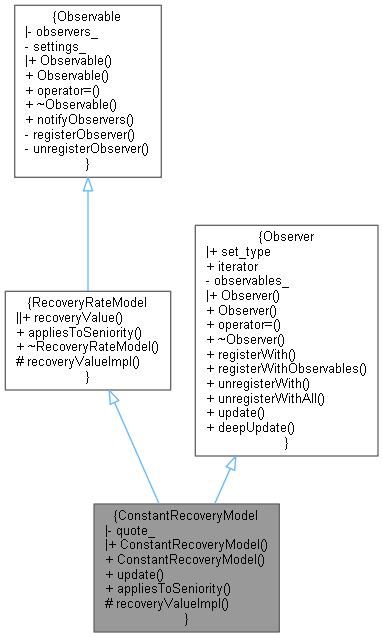 {Observable
|- observers_
- settings_
|+ Observable()
+ Observable()
+ operator=()
+ ~Observable()
+ notifyObservers()
- registerObserver()
- unregisterObserver()
}
{Observer
|+ set_type
+ iterator
- observables_
|+ Observer()
+ Observer()
+ operator=()
+ ~Observer()
+ registerWith()
+ registerWithObservables()
+ unregisterWith()
+ unregisterWithAll()
+ update()
+ deepUpdate()
}
{RecoveryRateModel
||+ recoveryValue()
+ appliesToSeniority()
+ ~RecoveryRateModel()
# recoveryValueImpl()
}
{ConstantRecoveryModel
|- quote_
|+ ConstantRecoveryModel()
+ ConstantRecoveryModel()
+ update()
+ appliesToSeniority()
# recoveryValueImpl()
}